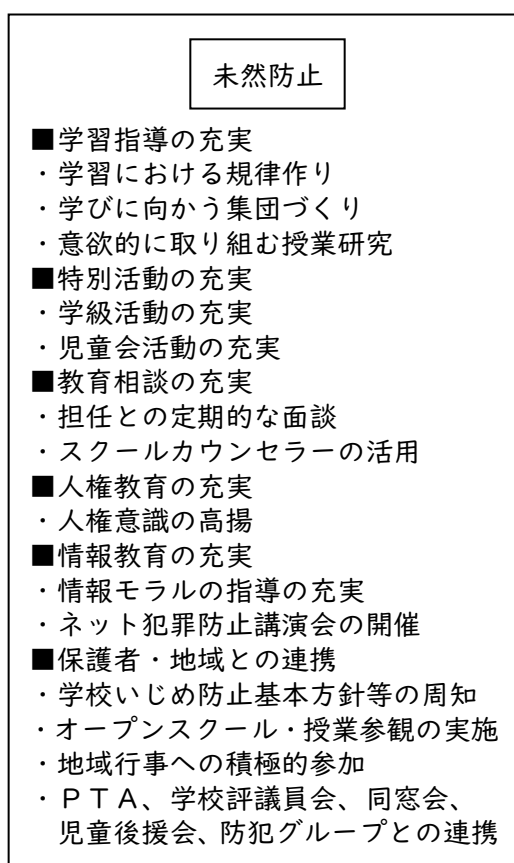 未然防止
■学習指導の充実
・学習における規律作り
・学びに向かう集団づくり
・意欲的に取り組む授業研究
■特別活動の充実
・学級活動の充実
・児童会活動の充実
■教育相談の充実
・担任との定期的な面談
・スクールカウンセラーの活用
■人権教育の充実
・人権意識の高揚
■情報教育の充実
・情報モラルの指導の充実
・ネット犯罪防止講演会の開催
■保護者・地域との連携
・学校いじめ防止基本方針等の周知
・オープンスクール・授業参観の実施
・地域行事への積極的参加
・ＰＴＡ、学校評議員会、同窓会、
児童後援会、防犯グループとの連携